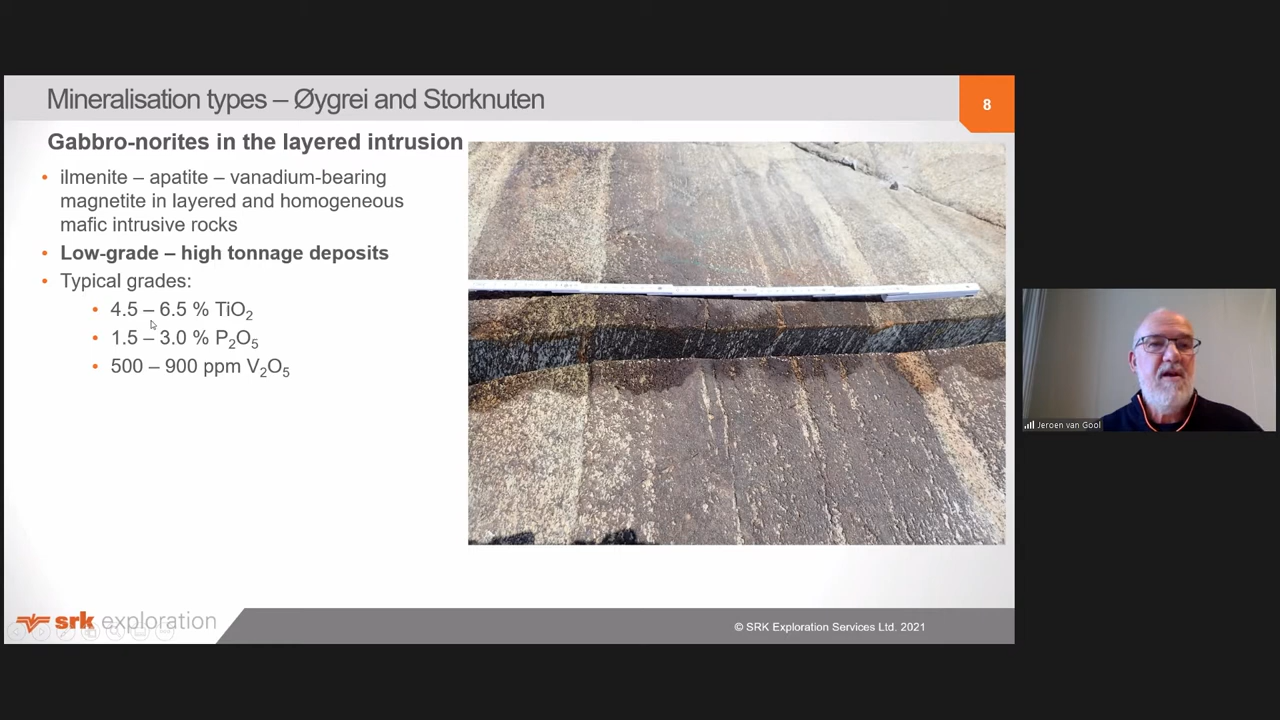 Mineralisation types – Øygrei and Storknuten
8
Gabbro-norites in the layered intrusion
• ilmenite – apatite – vanadium-bearing
magnetite in layered and homogeneous
mafic intrusive rocks
• Low-grade – high tonnage deposits
• Typical grades:
• 4.5 – 6.5 % TiO₂
• 1.5 – 3.0 % P₂O₅
• 500 – 900 ppm V₂O₅
Jeroen van Gool
srk exploration
© SRK Exploration Services Ltd. 2021